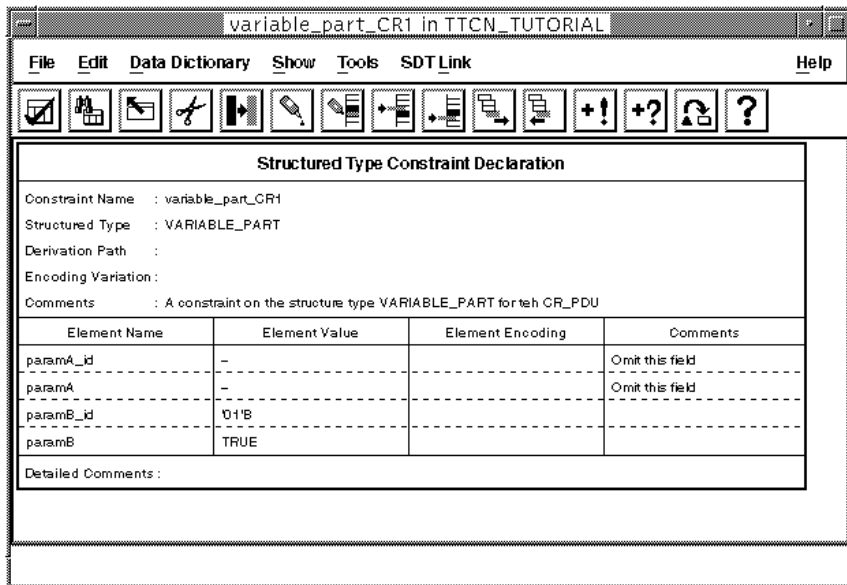 variable_part_CR1 in TTCN_TUTORIAL
File Edit Data Dictionary Show Tools SDT Link Help
+! +? ?
Structured Type Constraint Declaration
Constraint Name : variable_part_CR1
Structured Type : VARIABLE_PART
Derivation Path :
Encoding Variation :
Comments : A constraint on the structure type VARIABLE_PART for teh CR_PDU
Element Name Element Value Element Encoding Comments
paramA_id – Omit this field
paramA – Omit this field
paramB_id '01'B
paramB TRUE
Detailed Comments :